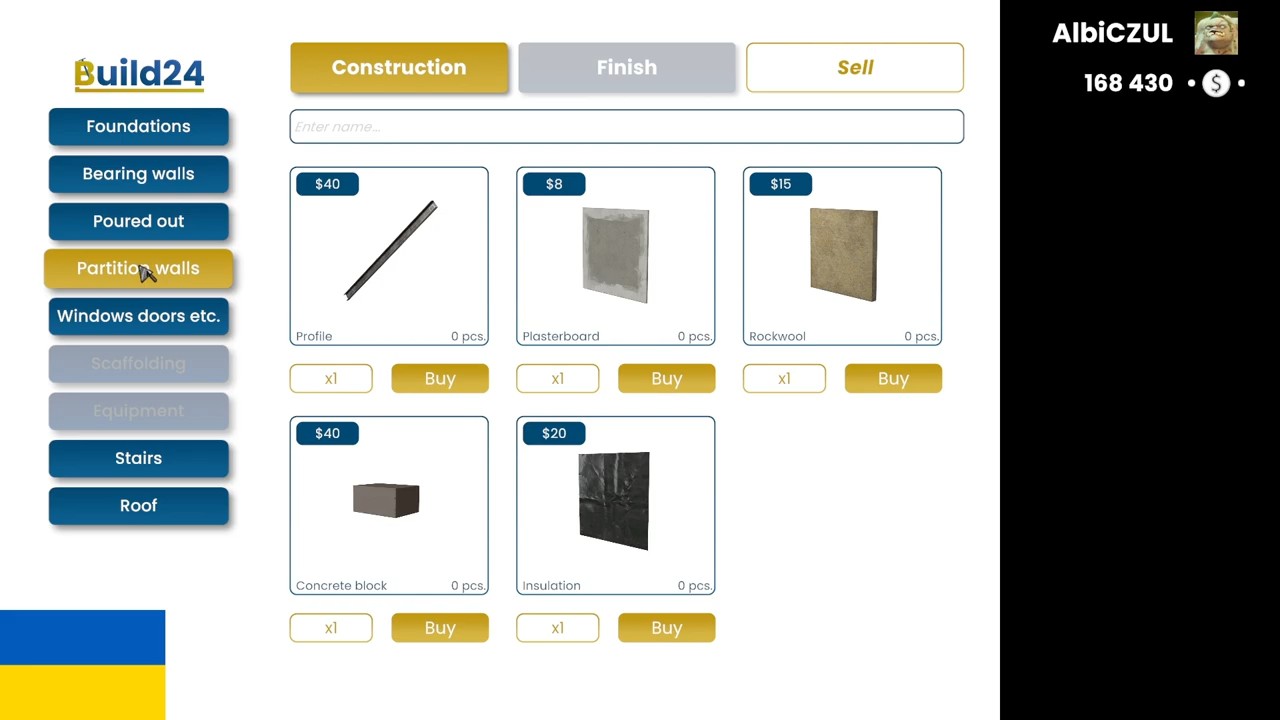 Build24
Foundations
Bearing walls
Poured out
Partition walls
Windows doors etc.
Scaffolding
Equipment
Stairs
Roof
Construction
Finish
Sell
Enter name...
$40
Profile 0 pcs.
x1 Buy
$8
Plasterboard 0 pcs.
x1 Buy
$15
Rockwool 0 pcs.
x1 Buy
$40
Concrete block 0 pcs.
x1 Buy
$20
Insulation 0 pcs.
x1 Buy
AlbiCZUL
168 430 • $ •